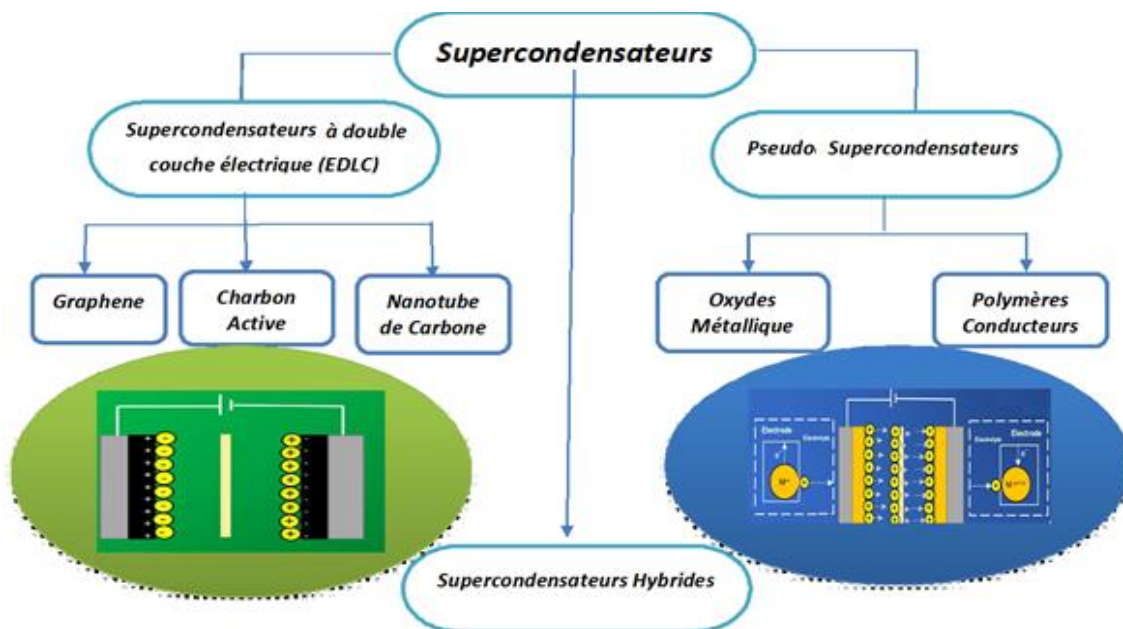 Supercondensateurs
Supercondensateurs à double
couche électrique (EDLC)
Pseudo. Supercondensateurs
Graphene
Charbon
Active
Nanotube
de Carbone
Oxydes
Métallique
Polymères
Conducteurs
Electrode
Electrolyte
Electrode
Electrolyte
Supercondensateurs Hybrides